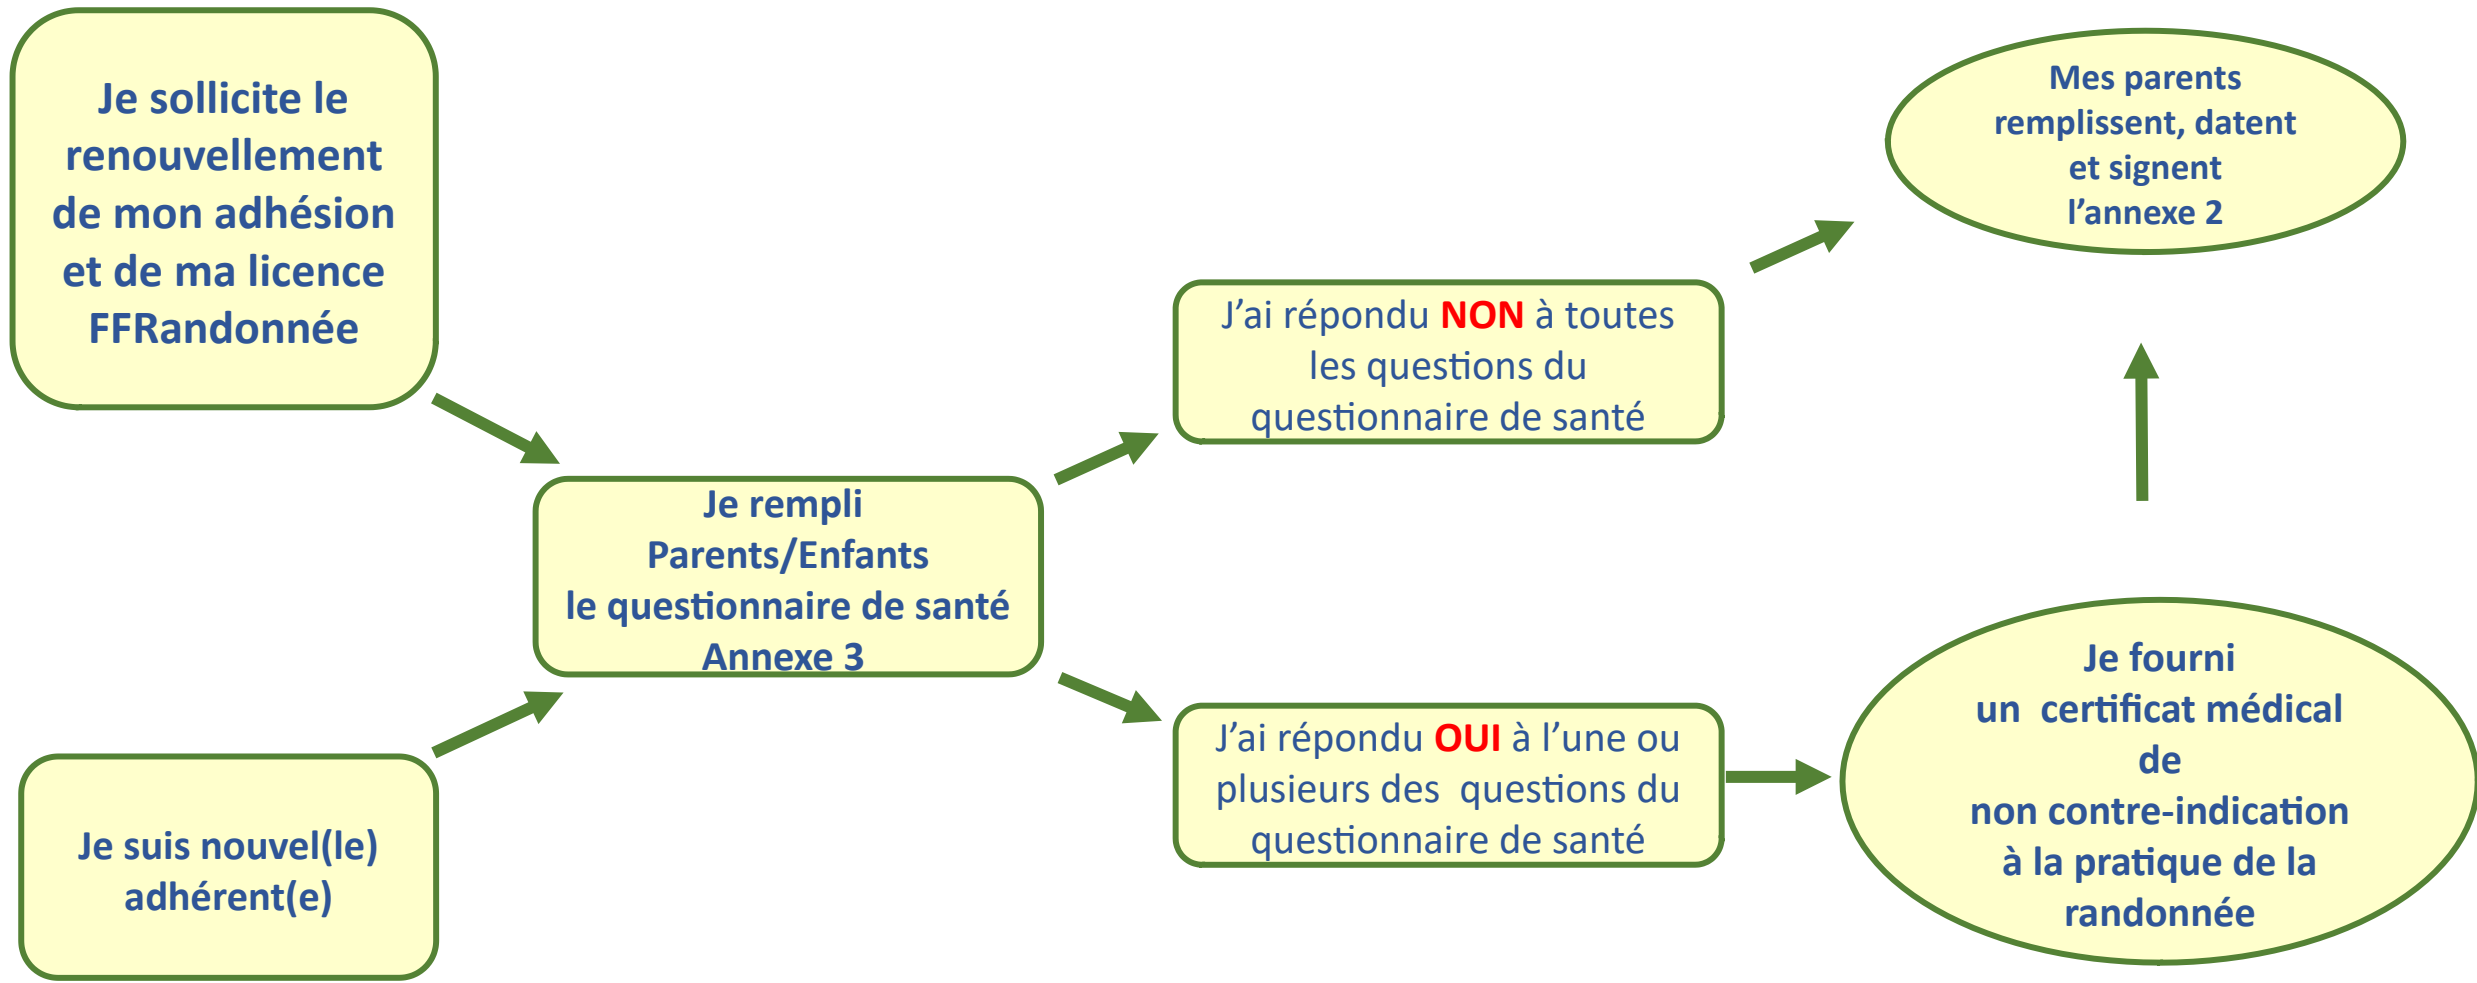 Je sollicite le
renouvellement
de mon adhésion
et de ma licence
FFRandonnée
Je suis nouvel(le)
adhérent(e)
Je rempli
Parents/Enfants
le questionnaire de santé
Annexe 3
J’ai répondu NON à toutes
les questions du
questionnaire de santé
J’ai répondu OUI à l’une ou
plusieurs des  questions du
questionnaire de santé
Mes parents
remplissent, datent
et signent
l’annexe 2
Je fourni
un  certificat médical
de
non contre-indication
à la pratique de la
randonnée